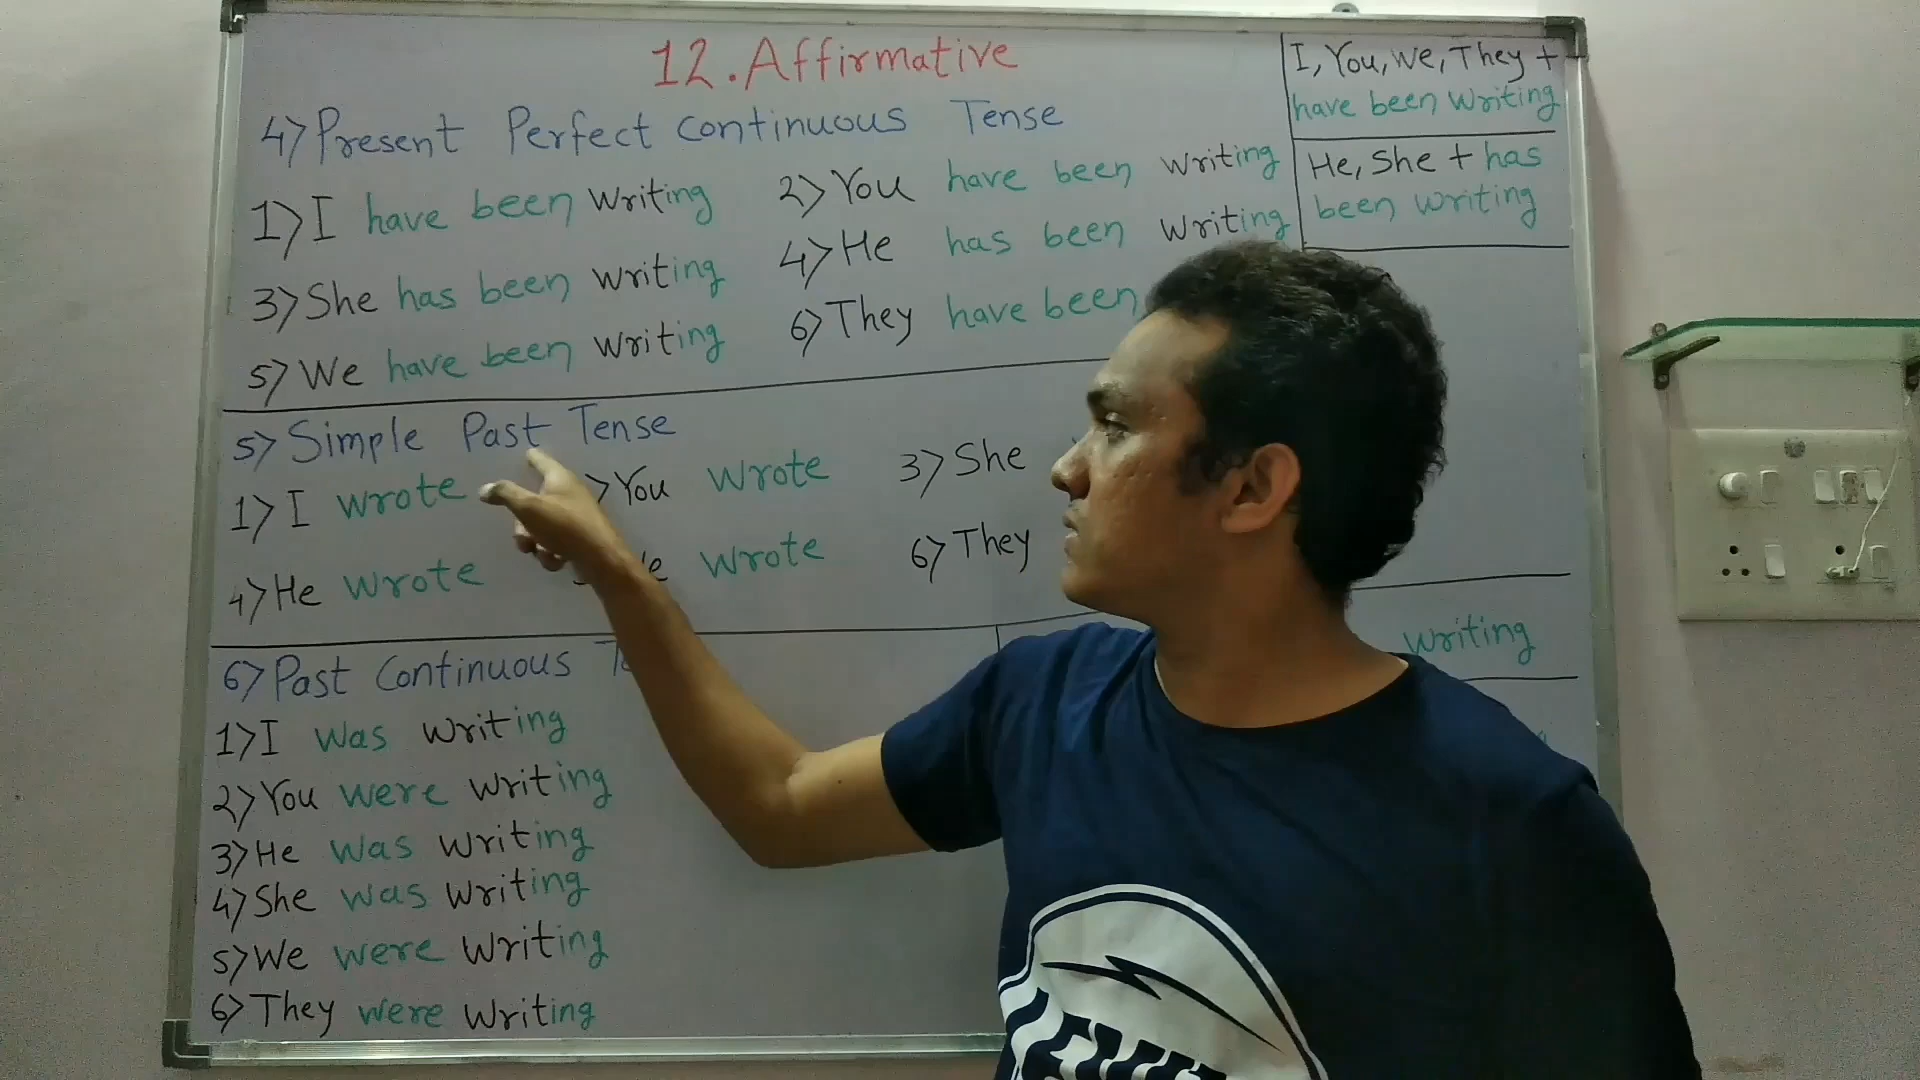 12. Affirmative
4) Present Perfect continuous Tense
1) I have been writing 2) You have been writing
3) She has been writing 4) He has been writing
5) We have been writing 6) They have been
I, You, We, They +
have been writing
He, She + has
been writing
5) Simple Past Tense
1) I wrote You wrote 3) She
4) He wrote wrote 6) They
6) Past Continuous
1) I was writing
2) You were writing
3) He was writing
4) She was writing
5) We were writing
6) They were writing
writing